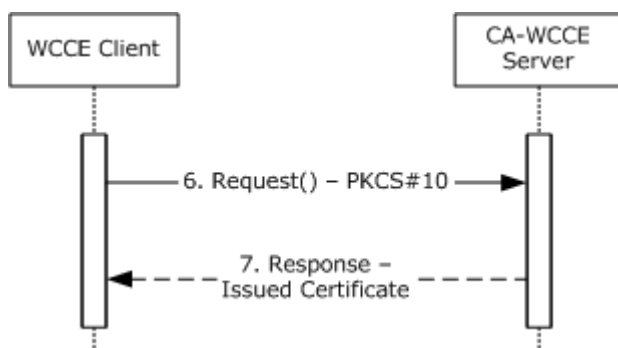 WCCE Client
CA-WCCE
Server
6. Request() – PKCS#10
7. Response –
Issued Certificate